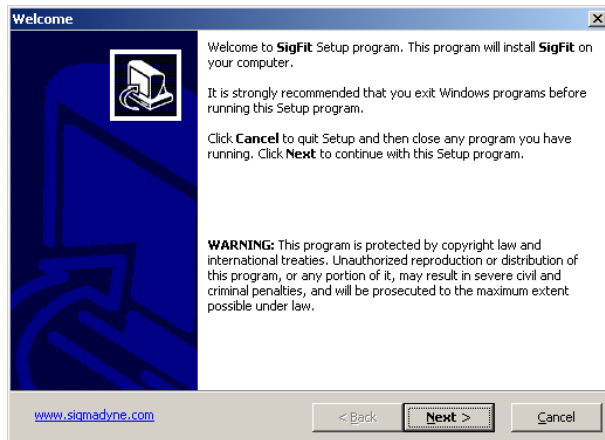 Welcome
Welcome to SigFit Setup program. This program will install SigFit on
your computer.
It is strongly recommended that you exit Windows programs before
running this Setup program.
Click Cancel to quit Setup and then close any program you have
running. Click Next to continue with this Setup program.
WARNING: This program is protected by copyright law and
international treaties. Unauthorized reproduction or distribution of
this program, or any portion of it, may result in severe civil and
criminal penalties, and will be prosecuted to the maximum extent
possible under law.
www.sigmadyne.com
< Back
Next >
Cancel